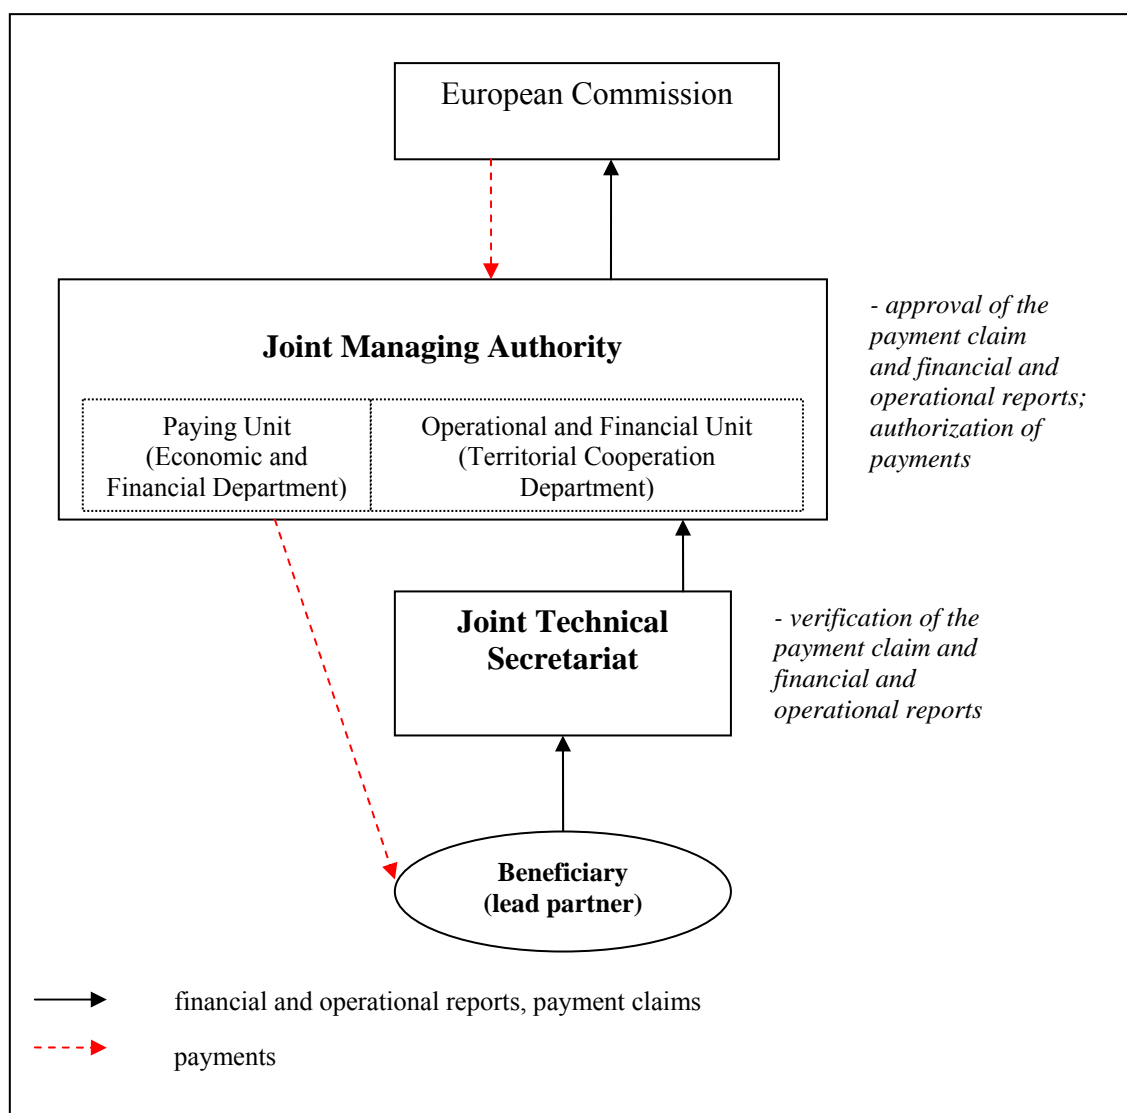 European Commission
Joint Managing Authority
- approval of the
payment claim
and financial and
operational reports;
authorization of
payments
Paying Unit
(Economic and
Financial Department)
Operational and Financial Unit
(Territorial Cooperation
Department)
Joint Technical
Secretariat
- verification of the
payment claim and
financial and
operational reports
Beneficiary
(lead partner)
financial and operational reports, payment claims
payments